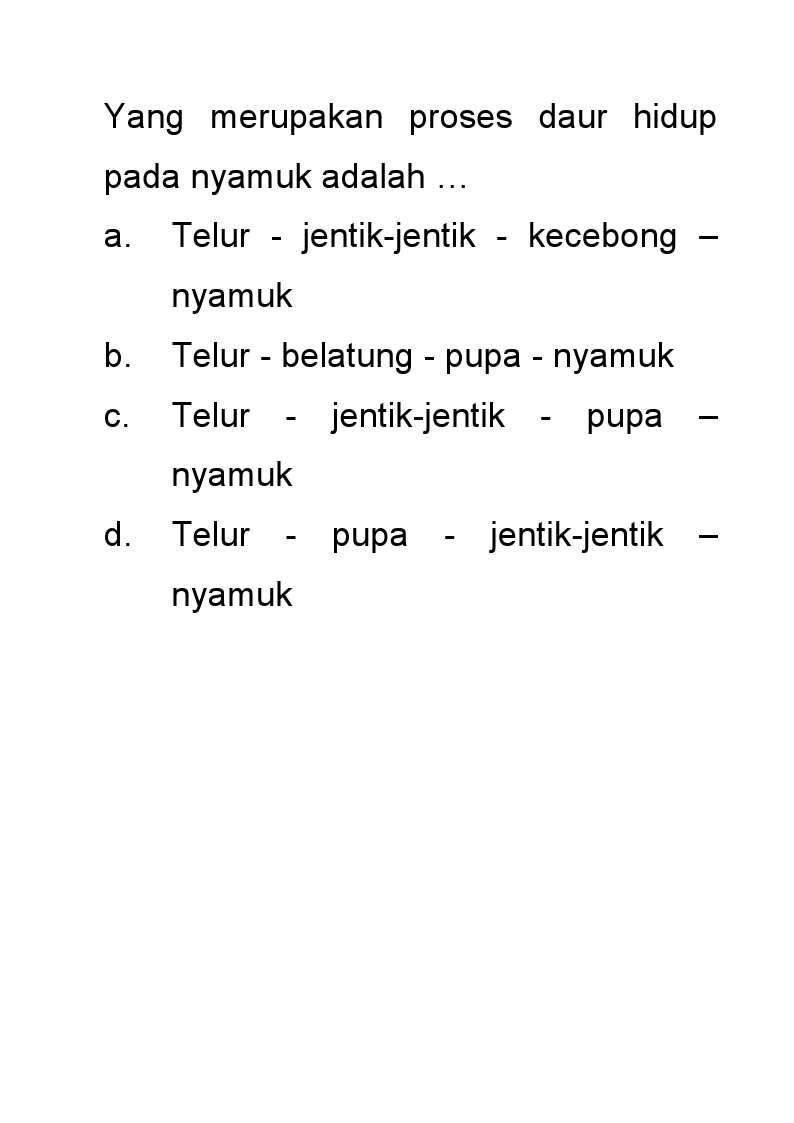 Yang merupakan proses daur hidup
pada nyamuk adalah …
a. Telur - jentik-jentik - kecebong –
nyamuk
b. Telur - belatung - pupa - nyamuk
c. Telur - jentik-jentik - pupa –
nyamuk
d. Telur - pupa - jentik-jentik –
nyamuk